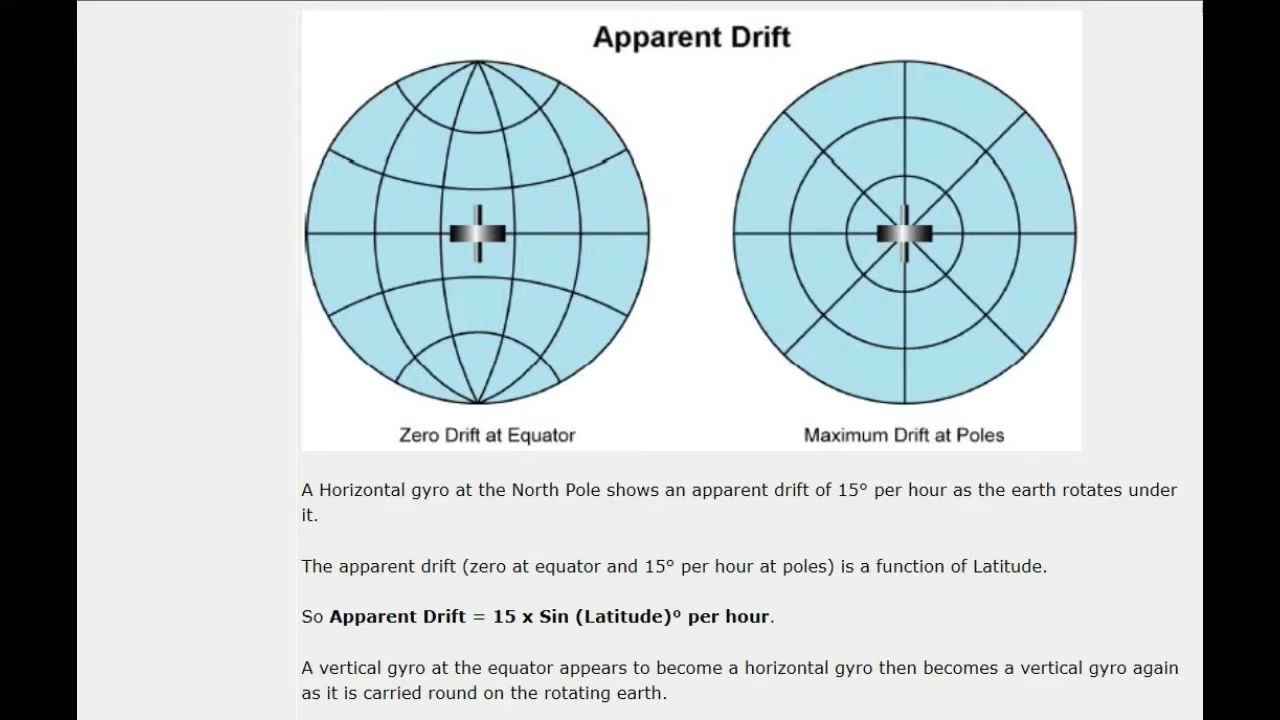 Apparent Drift
Zero Drift at Equator
Maximum Drift at Poles
A Horizontal gyro at the North Pole shows an apparent drift of 15° per hour as the earth rotates under
it.
The apparent drift (zero at equator and 15° per hour at poles) is a function of Latitude.
So Apparent Drift = 15 x Sin (Latitude)º per hour.
A vertical gyro at the equator appears to become a horizontal gyro then becomes a vertical gyro again
as it is carried round on the rotating earth.